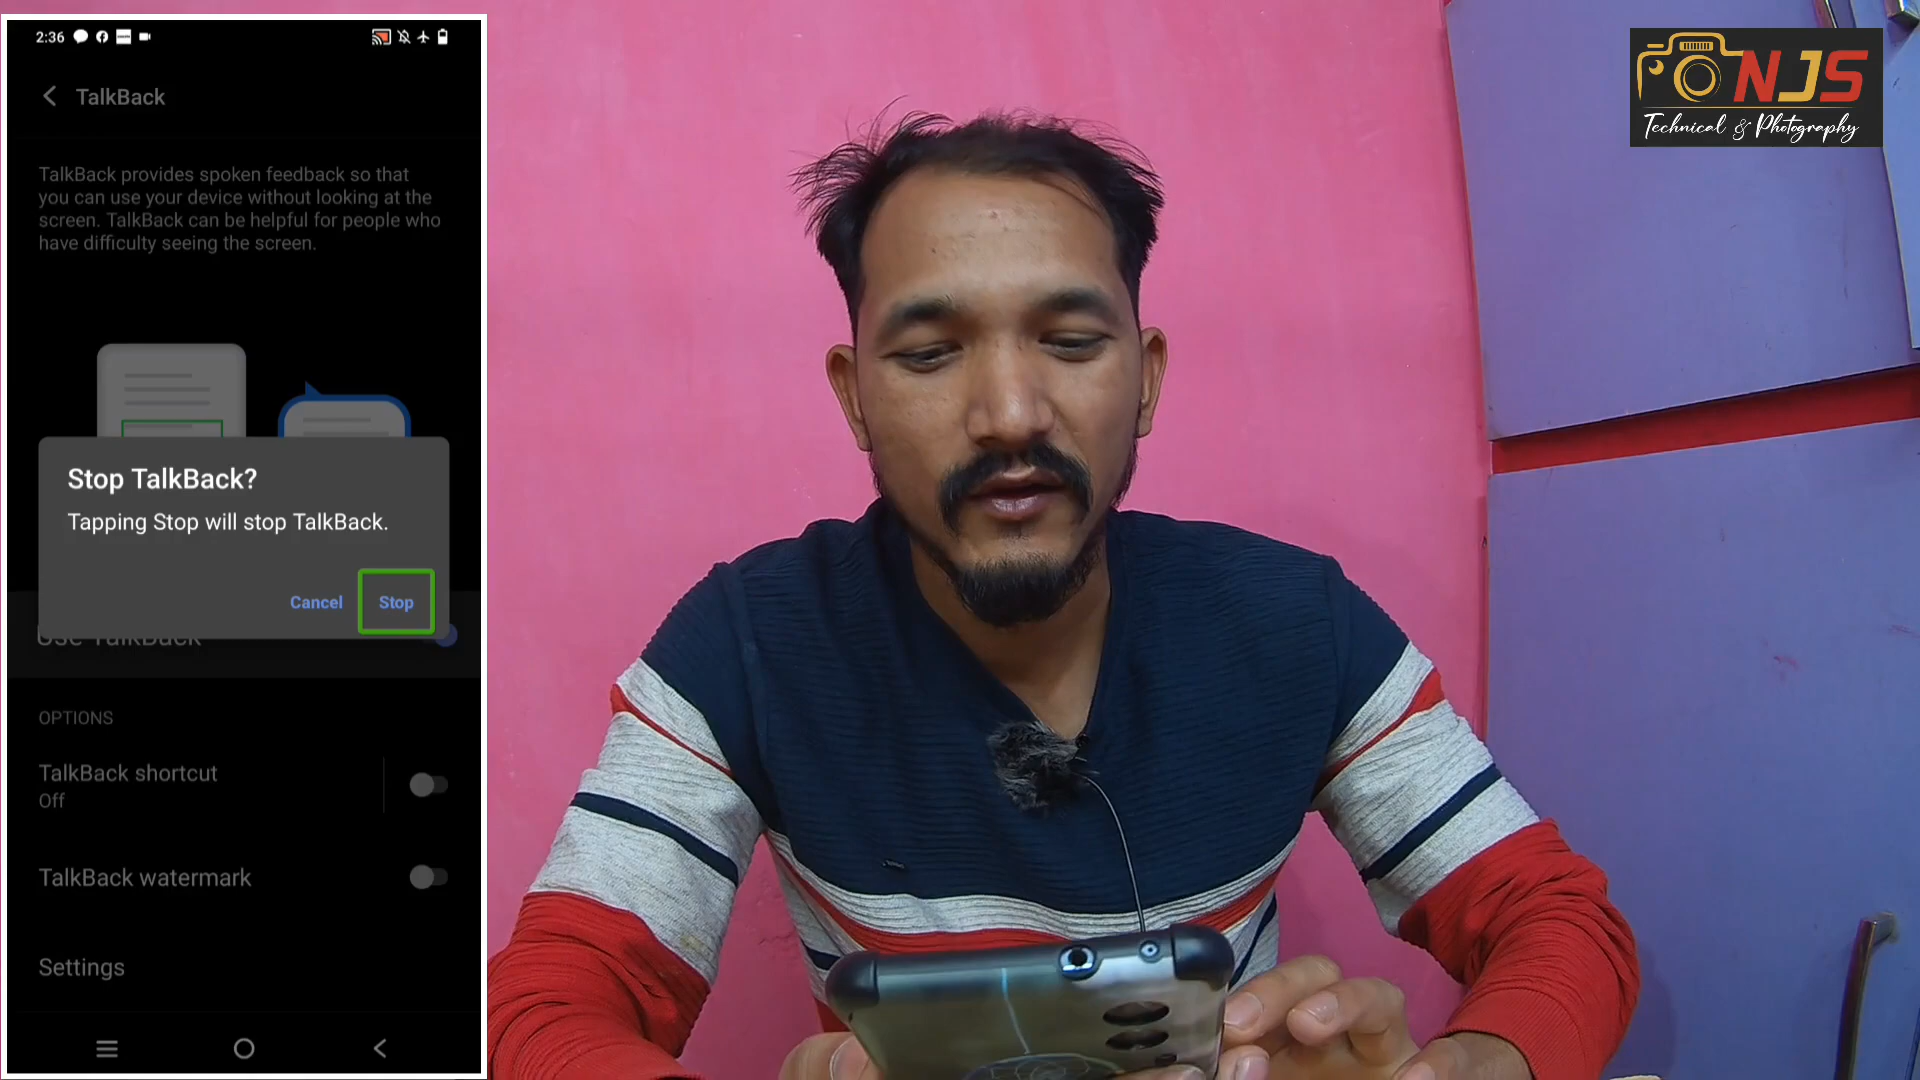 2:36
TalkBack
TalkBack provides spoken feedback so that
you can use your device without looking at the
screen. TalkBack can be helpful for people who
have difficulty seeing the screen.
Stop TalkBack?
Tapping Stop will stop TalkBack.
Cancel Stop
Use TalkBack
OPTIONS
TalkBack shortcut
Off
TalkBack watermark
Settings
NJS
Technical & Photography